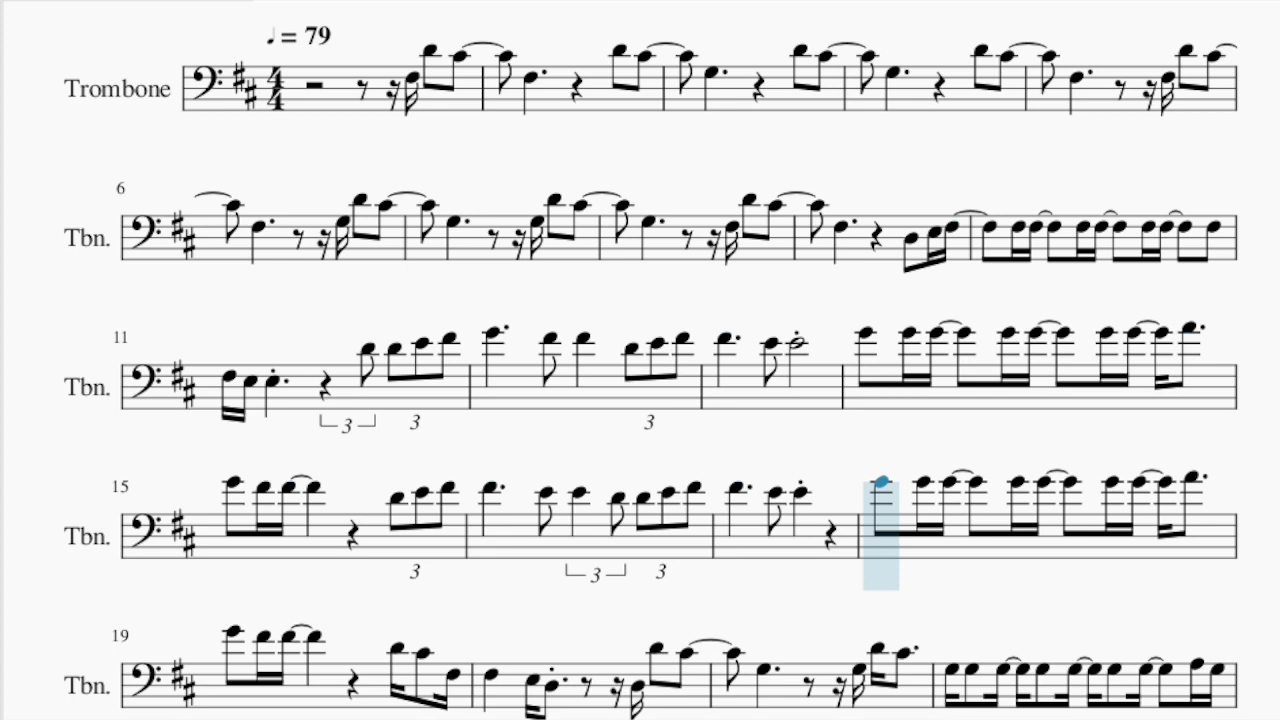 ♩ = 79
Trombone 4/4
6
Tbn.
11
Tbn.
3 3 3
15
Tbn.
3 3 3
19
Tbn.